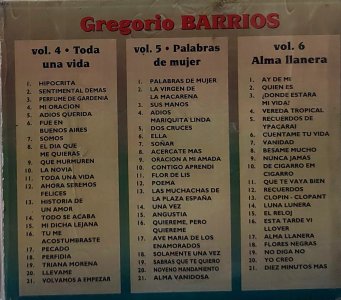 Gregorio BARRIOS
vol. 4 • Toda
una vida
1. HIPOCRITA
2. SENTIMENTAL DEMAS
3. PERFUME DE GARDENIA
4. MI ORACION
5. ADIOS QUERIDA
6. FUE EN
BUENOS AIRES
7. SOMOS
8. EL DIA QUE
ME QUIERAS
9. QUE MURMUREN
10. LA NOVIA
11. TODA UNA VIDA
12. AHORA SEREMOS
FELICES
13. HISTORIA DE
UN AMOR
14. TODO SE ACABA
15. MI DICHA LEJANA
16. TU ME
ACOSTUMBRASTE
17. PECADO
18. PERFIDIA
19. TRIANA MORENA
20. LLEVAME
21. VOLVAMOS A EMPEZAR
vol. 5 • Palabras
de mujer
1. PALABRAS DE MUJER
2. LA VIRGEN DE
LA MACARENA
3. SUS MANOS
4. ADIOS
MARIQUITA LINDA
5. DOS CRUCES
6. ELLA
7. SOÑAR
8. ACERCATE MAS
9. ORACION A MI AMADA
10. CONTIGO APRENDI
11. FLOR DE LIS
12. POEMA
13. LAS MUCHACHAS DE
LA PLAZA ESPAÑA
14. UNA VEZ
15. ANGUSTIA
16. QUIEREME, PERO
QUIEREME
17. AVE MARIA DE LOS
ENAMORADOS
18. SOLAMENTE UNA VEZ
19. SABRAS QUE TE QUIERO
20. NOVENO MANDAMIENTO
21. ALMA VANIDOSA
vol. 6
Alma llanera
1. AY DE MI
2. QUIEN ES
3. ¿DONDE ESTARA
MI VIDA?
4. VEREDA TROPICAL
5. RECUERDOS DE
YPACARAI
6. CUENTAME TU VIDA
7. VANIDAD
8. BESAME MUCHO
9. NUNCA JAMAS
10. DE CIGARRO EM
CIGARRO
11. QUE TE VAYA BIEN
12. RECUERDOS
13. CLOPIN - CLOPANT
14. LUNA LUNERA
15. EL RELOJ
16. ESTA TARDE VI
LLOVER
17. ALMA LLANERA
18. FLORES NEGRAS
19. NO DIGA NO
20. YO CREO
21. DIEZ MINUTOS MAS